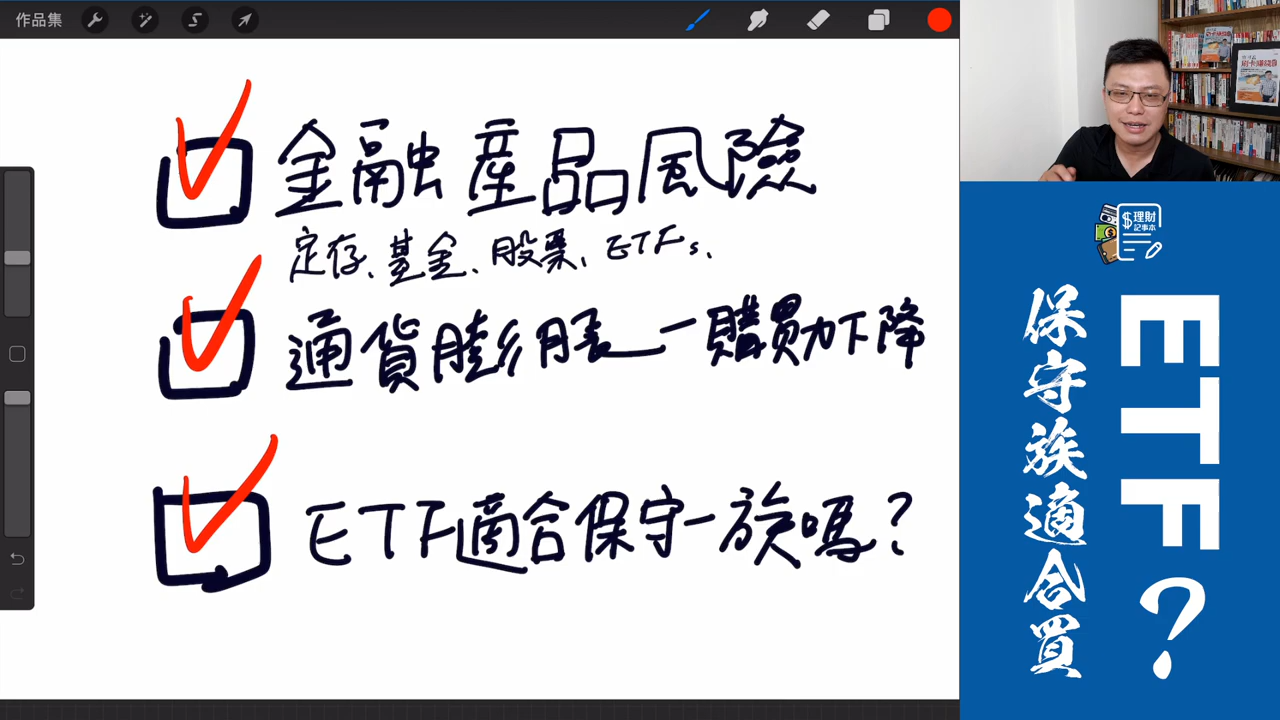 作品集
金融產品風險
定存、基金、股票、ETFs、
通貨膨脹－購買力下降
ETF適合保守一族嗎？
理財
記事本
ETF？
保守族適合買